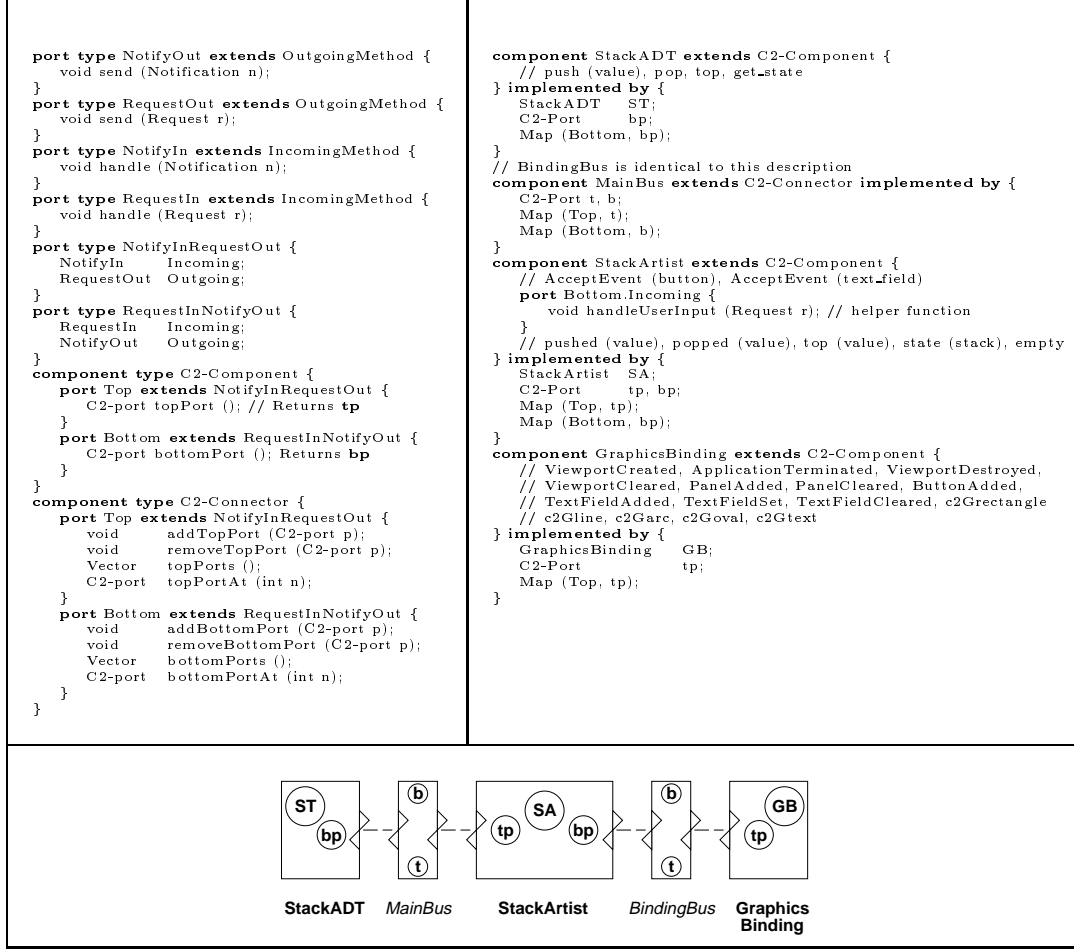 port type NotifyOut extends OutgoingMethod {
void send (Notification n);
}
port type RequestOut extends OutgoingMethod {
void send (Request r);
}
port type NotifyIn extends IncomingMethod {
void handle (Notification n);
}
port type RequestIn extends IncomingMethod {
void handle (Request r);
}
port type NotifyInRequestOut {
NotifyIn Incoming;
RequestOut Outgoing;
}
port type RequestInNotifyOut {
RequestIn Incoming;
NotifyOut Outgoing;
}
component type C2-Component {
port Top extends NotifyInRequestOut {
C2-port topPort (); // Returns tp
}
port Bottom extends RequestInNotifyOut {
C2-port bottomPort (); Returns bp
}
}
component type C2-Connector {
port Top extends NotifyInRequestOut {
void addTopPort (C2-port p);
void removeTopPort (C2-port p);
Vector topPorts ();
C2-port topPortAt (int n);
}
port Bottom extends RequestInNotifyOut {
void addBottomPort (C2-port p);
void removeBottomPort (C2-port p);
Vector bottomPorts ();
C2-port bottomPortAt (int n);
}
}
component StackADT extends C2-Component {
// push (value), pop, top, get_state
} implemented by {
StackADT ST;
C2-Port bp;
Map (Bottom, bp);
}
// BindingBus is identical to this description
component MainBus extends C2-Connector implemented by {
C2-Port t, b;
Map (Top, t);
Map (Bottom, b);
}
component StackArtist extends C2-Component {
// AcceptEvent (button), AcceptEvent (text_field)
port Bottom.Incoming {
void handleUserInput (Request r); // helper function
}
// pushed (value), popped (value), top (value), state (stack), empty
} implemented by {
StackArtist SA;
C2-Port tp, bp;
Map (Top, tp);
Map (Bottom, bp);
}
component GraphicsBinding extends C2-Component {
// ViewportCreated, ApplicationTerminated, ViewportDestroyed,
// ViewportCleared, PanelAdded, PanelCleared, ButtonAdded,
// TextFieldAdded, TextFieldSet, TextFieldCleared, c2Grectangle
// c2Gline, c2Garc, c2Goval, c2Gtext
} implemented by {
GraphicsBinding GB;
C2-Port tp;
Map (Top, tp);
}
ST bp b t tp SA bp b t tp GB
StackADT MainBus StackArtist BindingBus Graphics
Binding